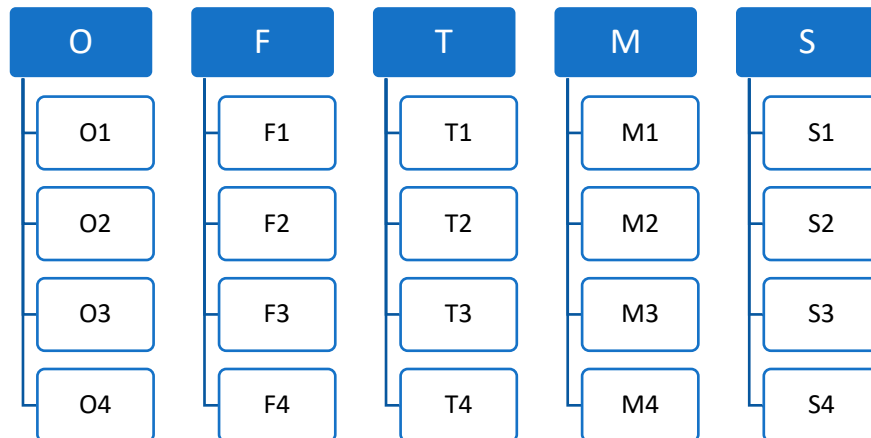 O F T M S
O1 F1 T1 M1 S1
O2 F2 T2 M2 S2
O3 F3 T3 M3 S3
O4 F4 T4 M4 S4